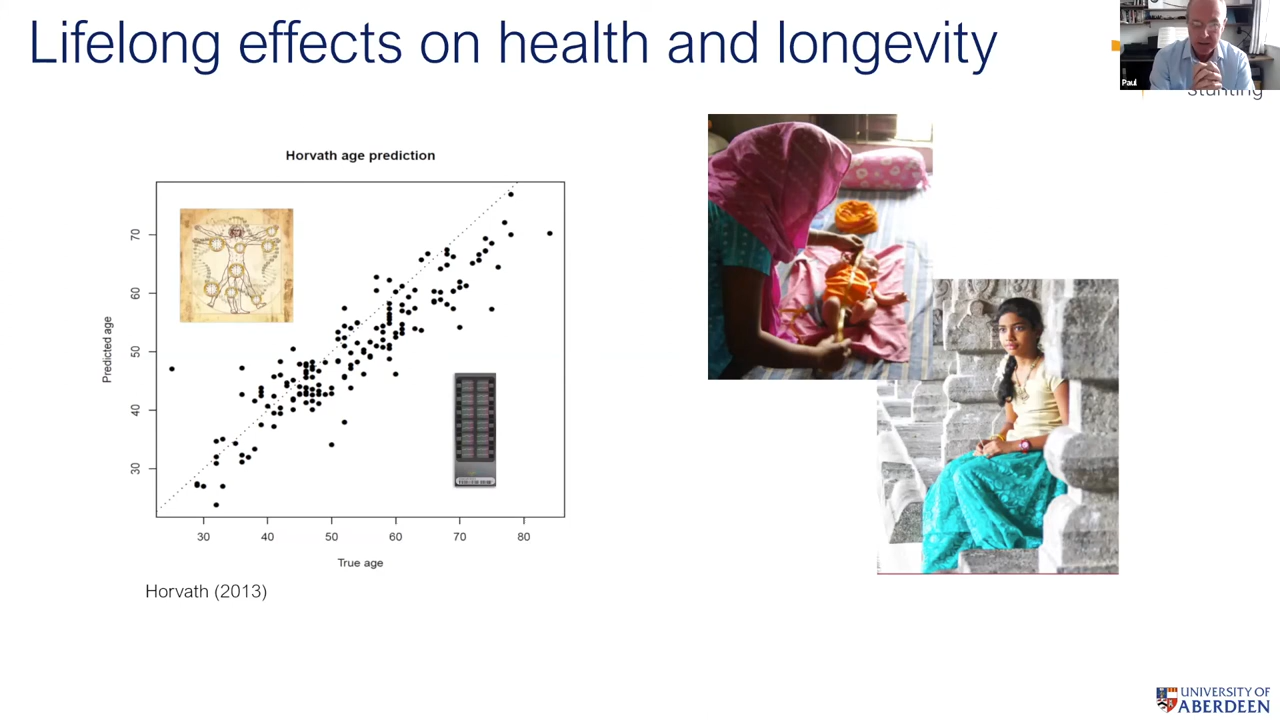 Lifelong effects on health and longevity
Paul
Stunting
Horvath age prediction
Predicted age
70
60
50
40
30
30 40 50 60 70 80
True age
Horvath (2013)
UNIVERSITY OF
ABERDEEN